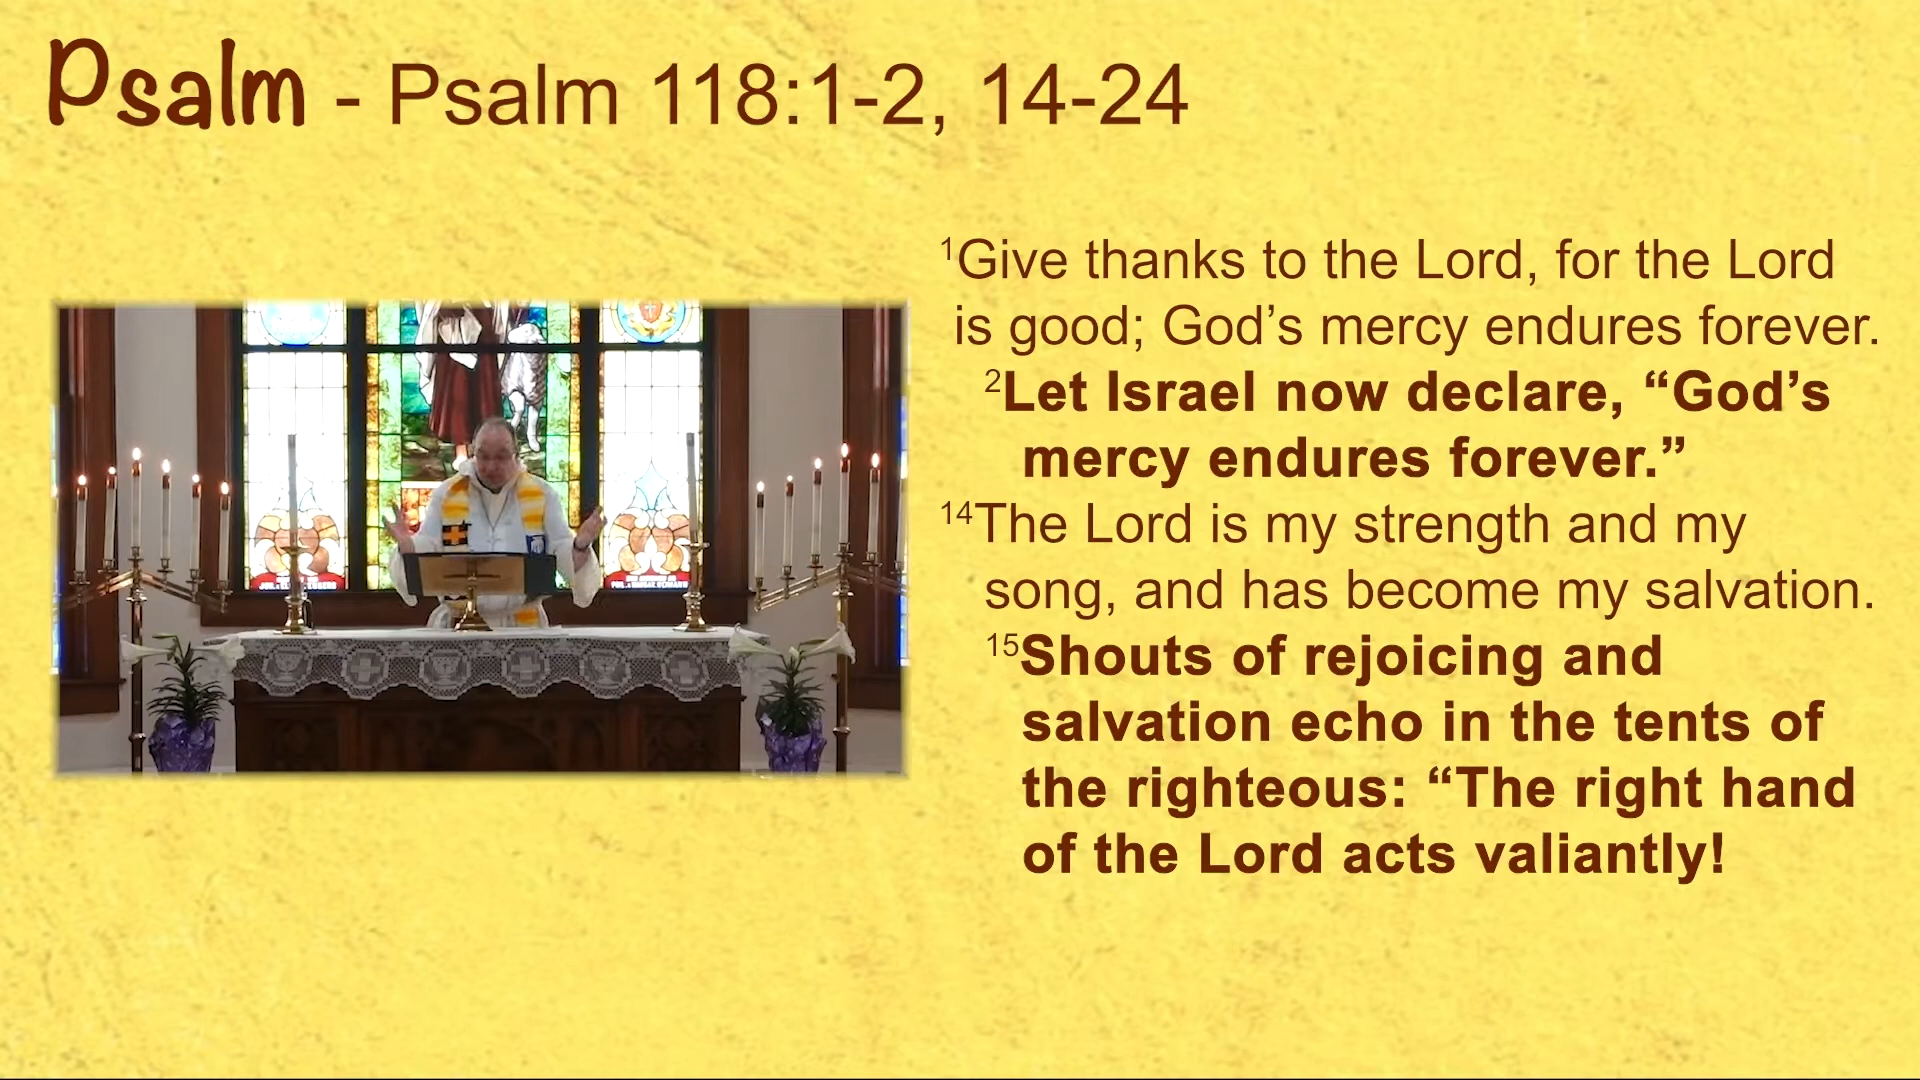 Psalm - Psalm 118:1-2, 14-24
¹Give thanks to the Lord, for the Lord
is good; God’s mercy endures forever.
²Let Israel now declare, “God’s
mercy endures forever.”
¹⁴The Lord is my strength and my
song, and has become my salvation.
¹⁵Shouts of rejoicing and
salvation echo in the tents of
the righteous: “The right hand
of the Lord acts valiantly!